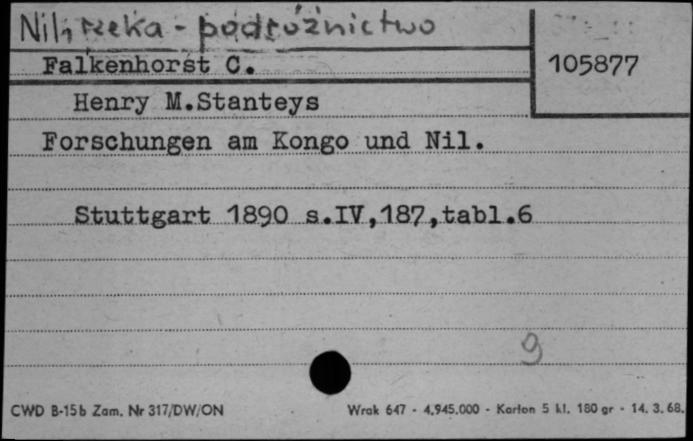 Nil, rzeka - podróżnictwo
Falkenhorst C.
105877
Henry M.Stanteys
Forschungen am Kongo und Nil.
Stuttgart 1890 s.IV,187,tabl.6
9
CWD B-15b Zam. Nr 317/DW/ON
Wrak 647 - 4.945.000 - Karton 5 kl. 180 gr - 14. 3. 68.